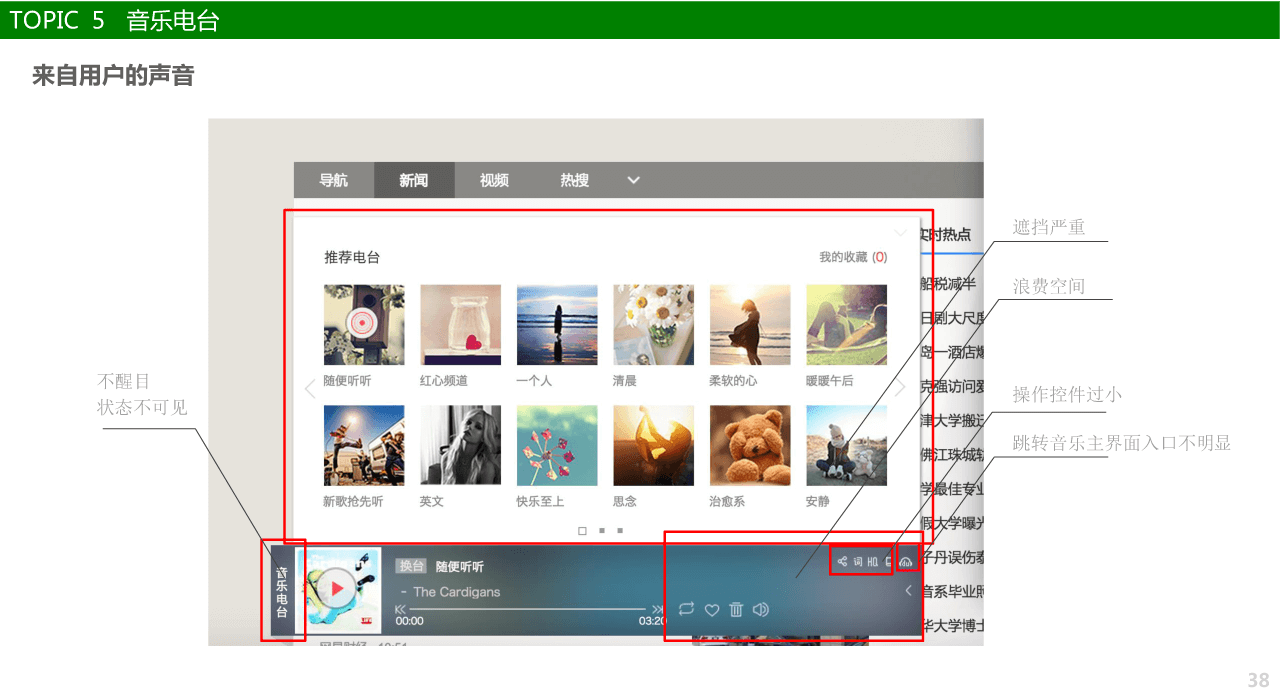 TOPIC 5 音乐电台
来自用户的声音
导航 新闻 视频 热搜
推荐电台 我的收藏 (0)
实时热点
随便听听 红心频道 一个人 清晨 柔软的心 暖暖午后
新歌抢先听 英文 快乐至上 思念 治愈系 安静
船税减半
日剧大尺度
岛一酒店爆
克强访问爱
津大学搬迁
佛江珠城轨
学最佳专业
假大学曝光
子丹误伤泰
音系毕业照
华大学博士
音乐电台
换台 随便听听
- The Cardigans
00:00 03:20
词 HQ
遮挡严重
浪费空间
操作控件过小
跳转音乐主界面入口不明显
不醒目
状态不可见
38